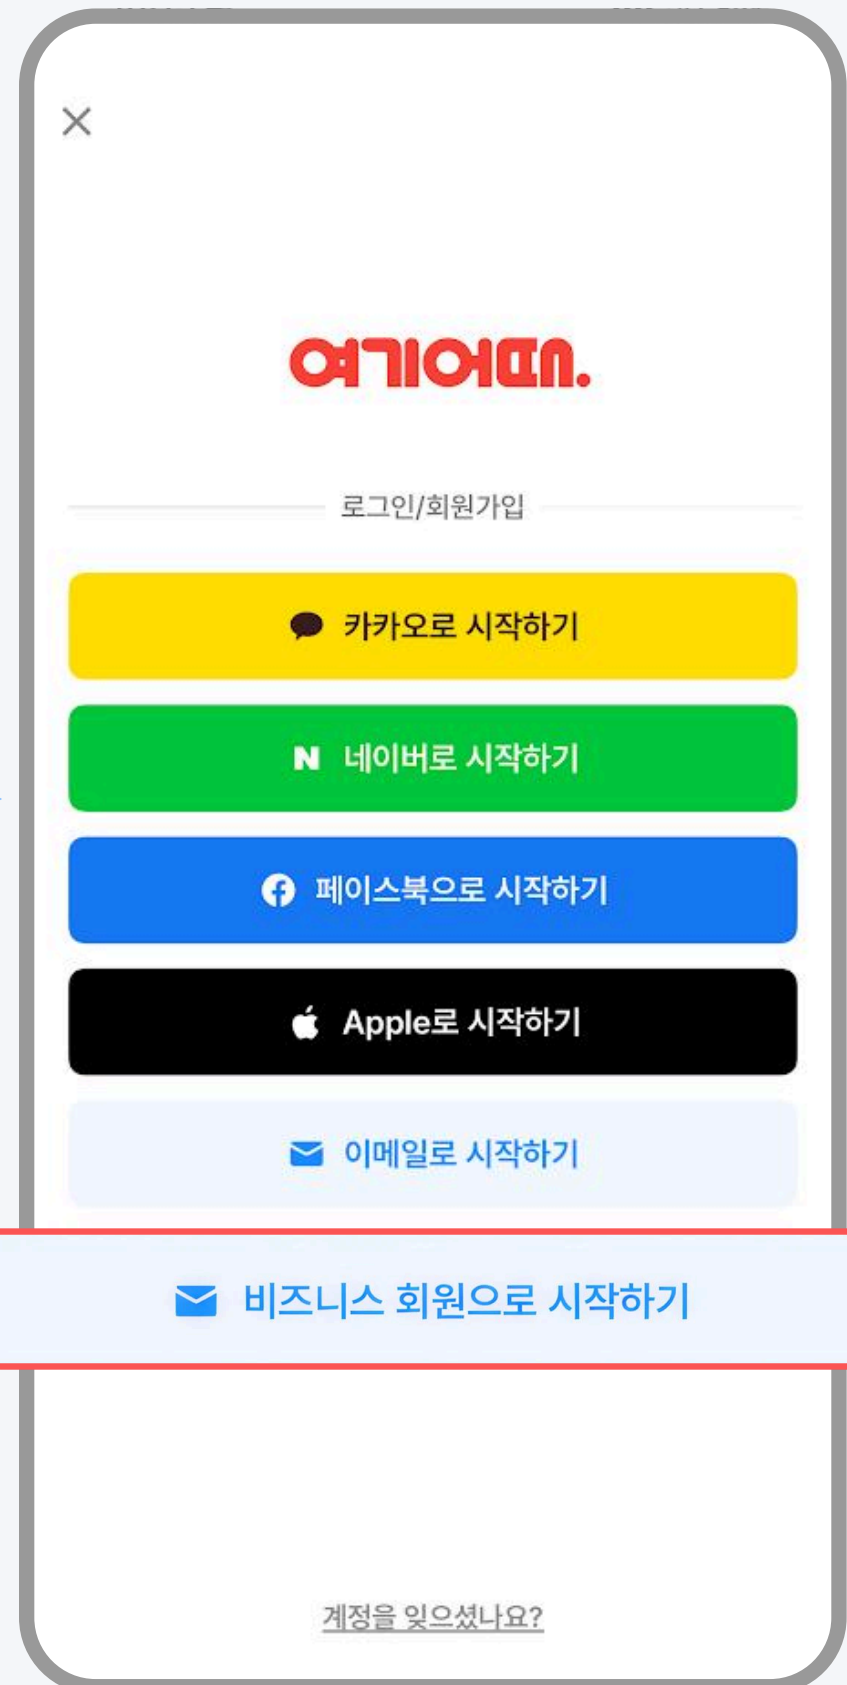 여기어때.
로그인/회원가입
카카오로 시작하기
N 네이버로 시작하기
페이스북으로 시작하기
Apple로 시작하기
이메일로 시작하기
비즈니스 회원으로 시작하기
계정을 잊으셨나요?